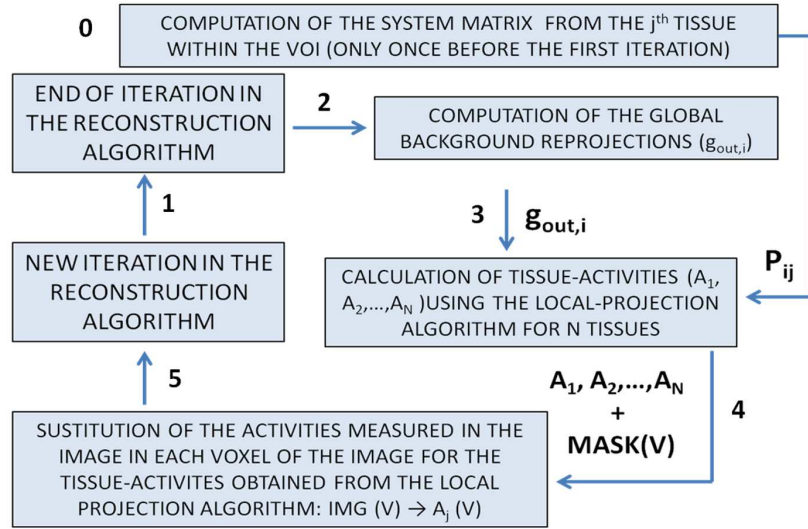 0
COMPUTATION OF THE SYSTEM MATRIX FROM THE jth TISSUE
WITHIN THE VOI (ONLY ONCE BEFORE THE FIRST ITERATION)
END OF ITERATION IN
THE RECONSTRUCTION
ALGORITHM
2
COMPUTATION OF THE GLOBAL
BACKGROUND REPROJECTIONS (gout,i)
1
3
gout,i
Pij
NEW ITERATION IN THE
RECONSTRUCTION
ALGORITHM
CALCULATION OF TISSUE-ACTIVITIES (A1,
A2,...,AN )USING THE LOCAL-PROJECTION
ALGORITHM FOR N TISSUES
5
A1, A2,...,AN
+
MASK(V)
4
SUSTITUTION OF THE ACTIVITIES MEASURED IN THE
IMAGE IN EACH VOXEL OF THE IMAGE FOR THE
TISSUE-ACTIVITES OBTAINED FROM THE LOCAL
PROJECTION ALGORITHM: IMG (V) → Aj (V)